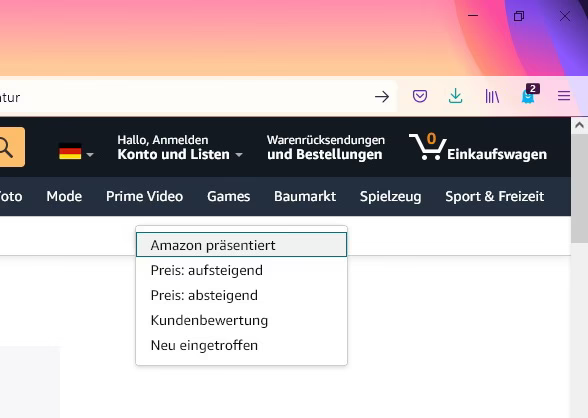 tur
2
Hallo, Anmelden
Konto und Listen
Warenrücksendungen
und Bestellungen
0
Einkaufswagen
oto Mode Prime Video Games Baumarkt Spielzeug Sport & Freizeit
Amazon präsentiert
Preis: aufsteigend
Preis: absteigend
Kundenbewertung
Neu eingetroffen